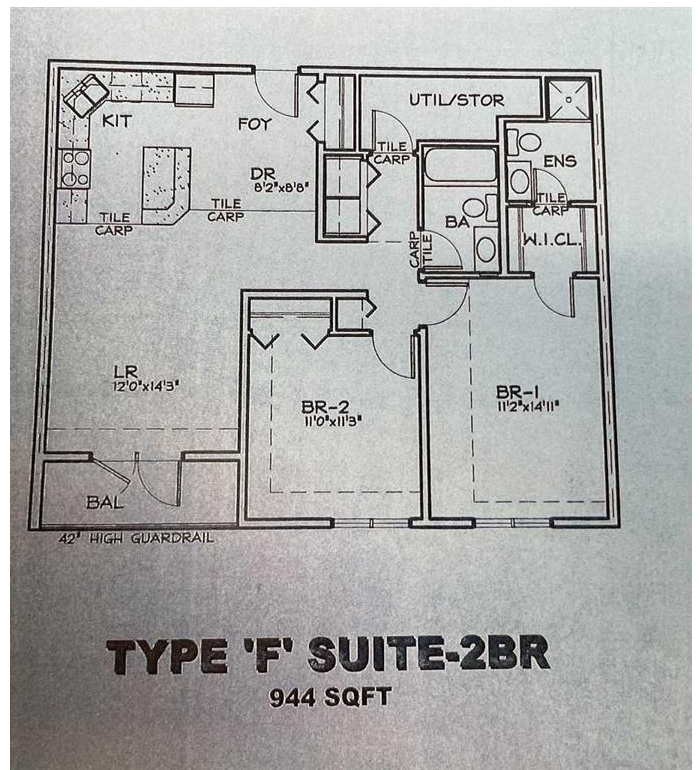 UTIL/STOR
KIT
FOY
TILE
CARP
ENS
DR
8'2"x8'8"
TILE
CARP
TILE
CARP
TILE
CARP
BA
CARP
TILE
W.I.CL.
LR
12'0"x14'3"
BR-2
11'0"x11'3"
BR-1
11'2"x14'11"
BAL
42" HIGH GUARDRAIL
TYPE 'F' SUITE-2BR
944 SQFT